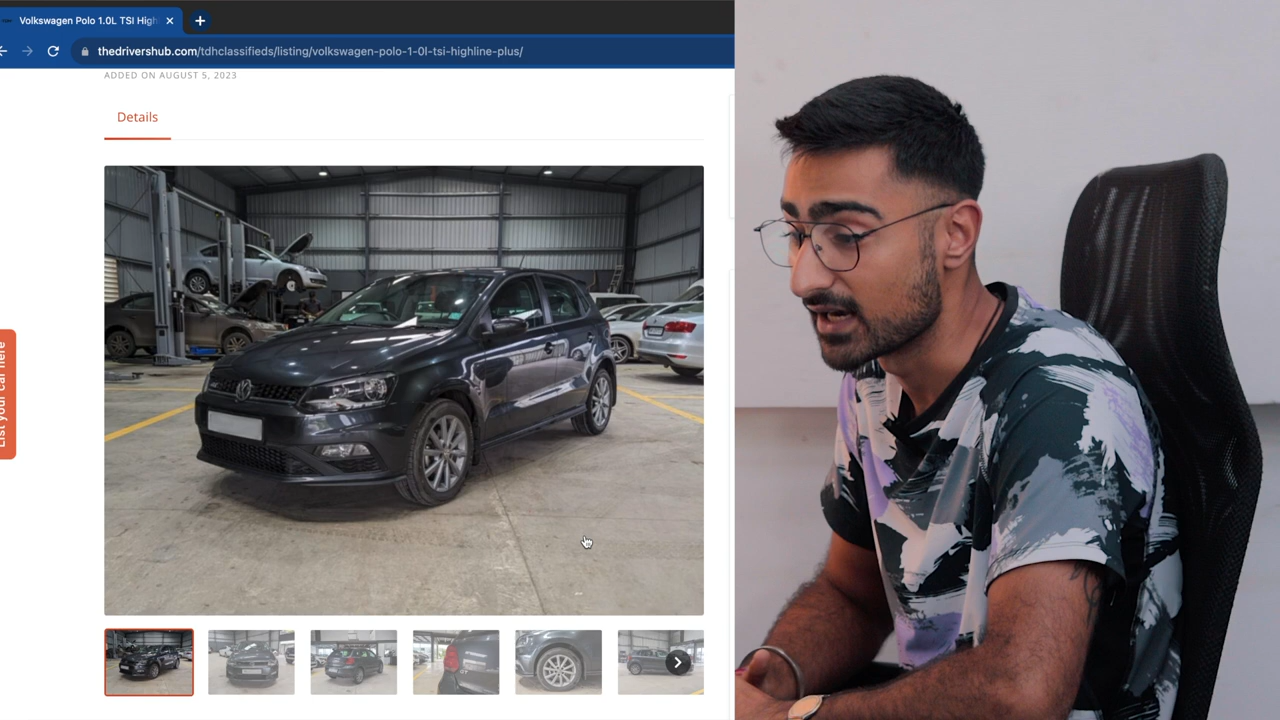 Volkswagen Polo 1.0L TSI High
thedrivershub.com/tdhclassifieds/listing/volkswagen-polo-1-0l-tsi-highline-plus/
ADDED ON AUGUST 5, 2023
Details
List your car here